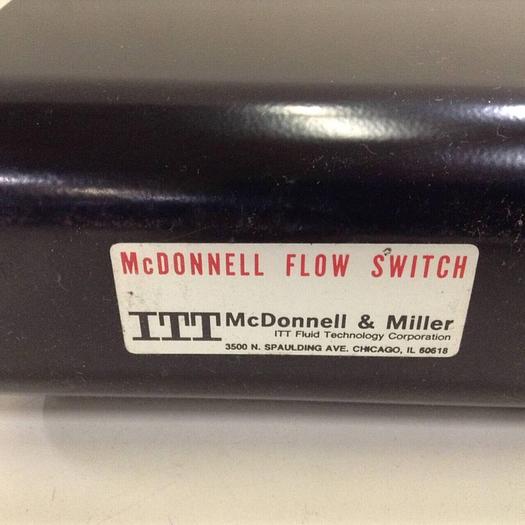 McDONNELL FLOW SWITCH
ITT McDonnell & Miller
ITT Fluid Technology Corporation
3500 N. SPAULDING AVE. CHICAGO, IL 60618